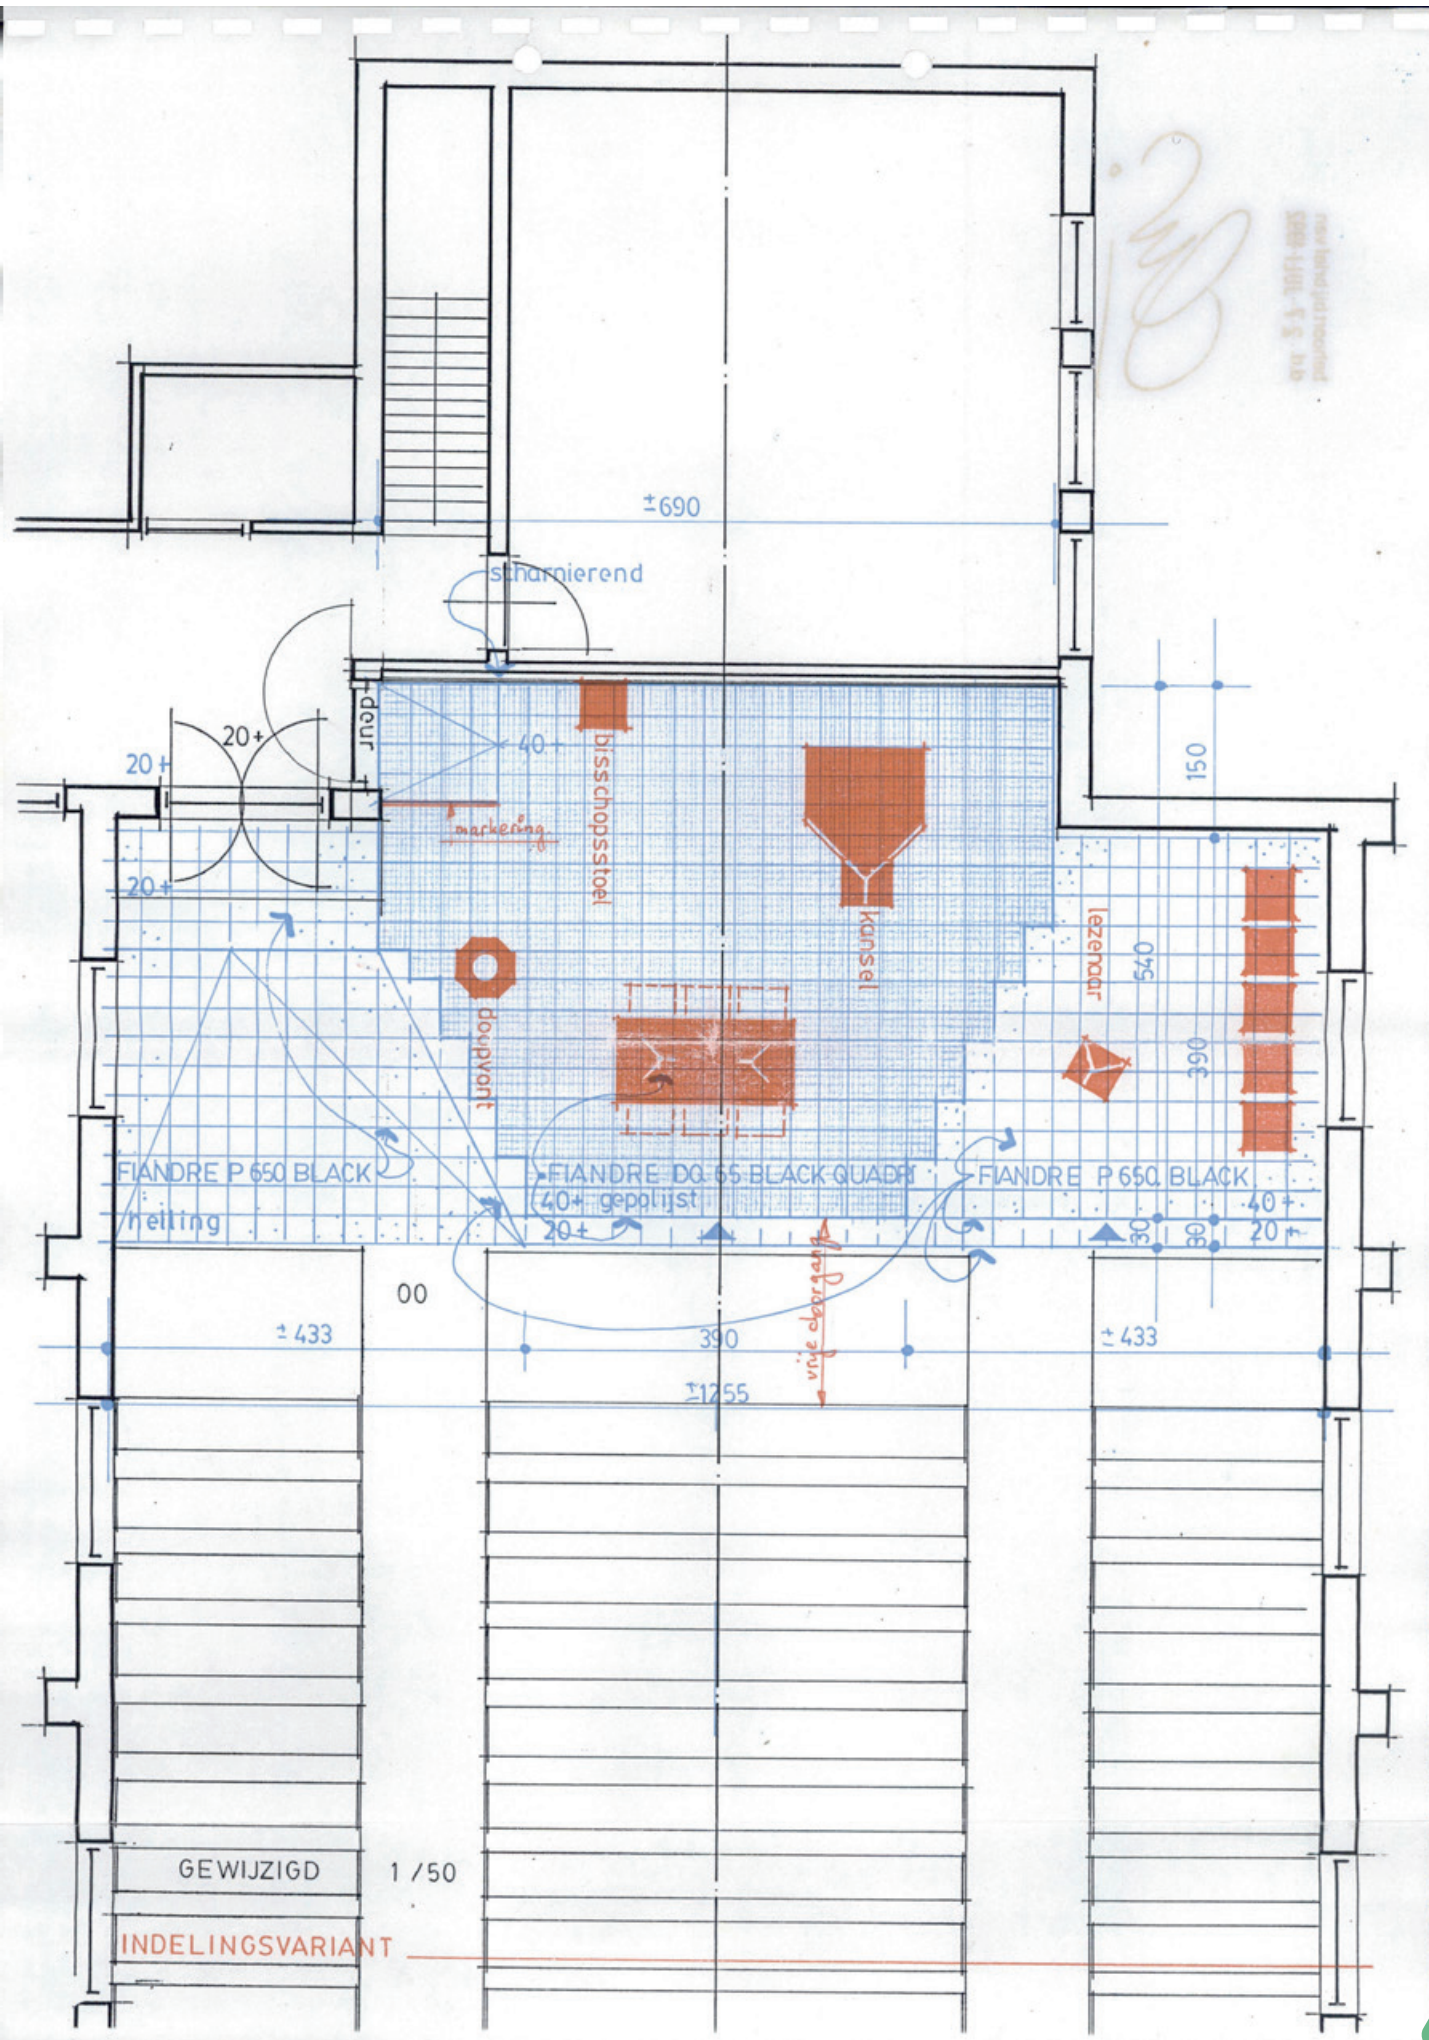 ±690
scharnierend
deur
20+
20+
40+
150
bisschopsstoel
markering.
20+
kansel
lezenaar
540
doopvont
390
FIANDRE P 650 BLACK
FIANDRE DQ 65 BLACK QUADRI
FIANDRE P 650 BLACK
40+ gepolijst
40+
helling
20+
30
30
20+
vrije doorgang
00
±433
390
±433
±1255
GEWIJZIGD 1/50
INDELINGSVARIANT